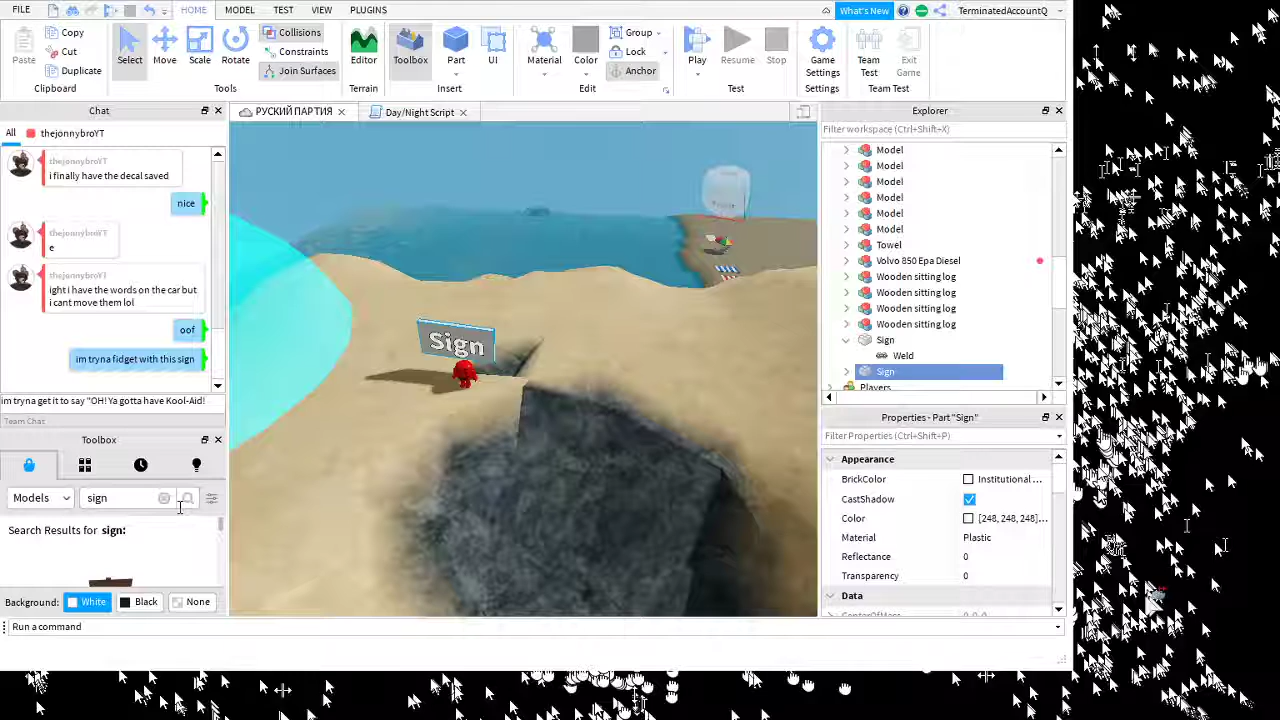 FILE
HOME
MODEL
TEST
VIEW
PLUGINS
What's New
TerminatedAccountQ
Paste
Copy
Cut
Duplicate
Clipboard
Select
Move
Scale
Rotate
Collisions
Constraints
Join Surfaces
Tools
Editor
Terrain
Toolbox
Part
UI
Insert
Material
Color
Group
Lock
Anchor
Edit
Play
Resume
Stop
Test
Game
Settings
Settings
Team
Test
Exit
Game
Team Test
Chat
All
thejonnybroYT
thejonnybroYT
i finally have the decal saved
nice
thejonnybroYT
e
thejonnybroYT
ight i have the words on the car but
i cant move them lol
oof
im tryna fidget with this sign
im tryna get it to say "OH! Ya gotta have Kool-Aid!
Team Chat
Toolbox
Models
sign
Search Results for sign:
Background:
White
Black
None
Run a command
РУСКИЙ ПАРТИЯ
Day/Night Script
Sign
Explorer
Filter workspace (Ctrl+Shift+X)
Model
Model
Model
Model
Model
Model
Towel
Volvo 850 Epa Diesel
Wooden sitting log
Wooden sitting log
Wooden sitting log
Wooden sitting log
Sign
Weld
Sign
Players
Properties - Part "Sign"
Filter Properties (Ctrl+Shift+P)
Appearance
BrickColor
Institutional ...
CastShadow
Color
[248, 248, 248]...
Material
Plastic
Reflectance
0
Transparency
0
Data